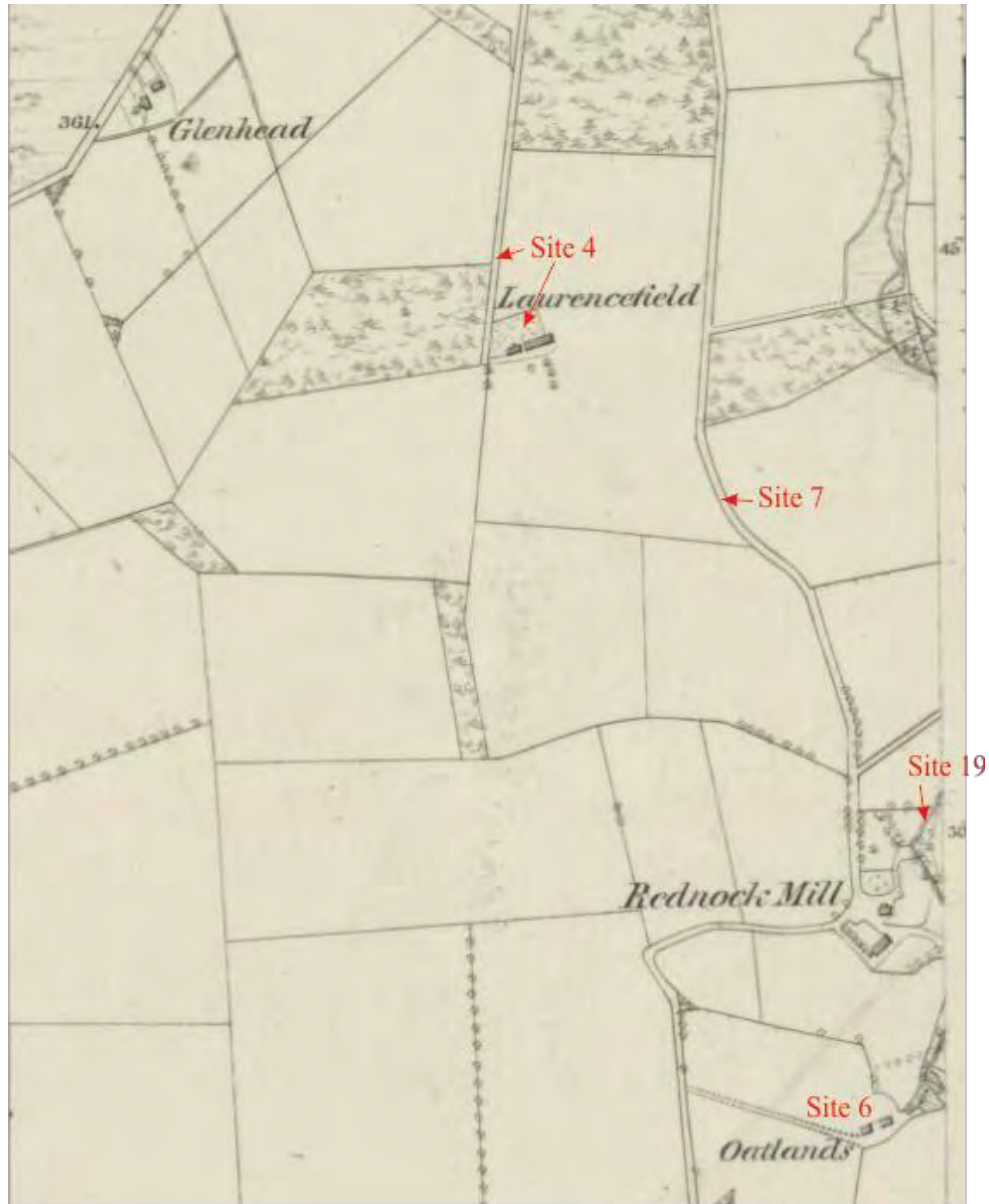 361.
Glenhead
Site 4
45
Laurencefield
Site 7
Site 19
30
Rednock Mill
Site 6
Oatlands